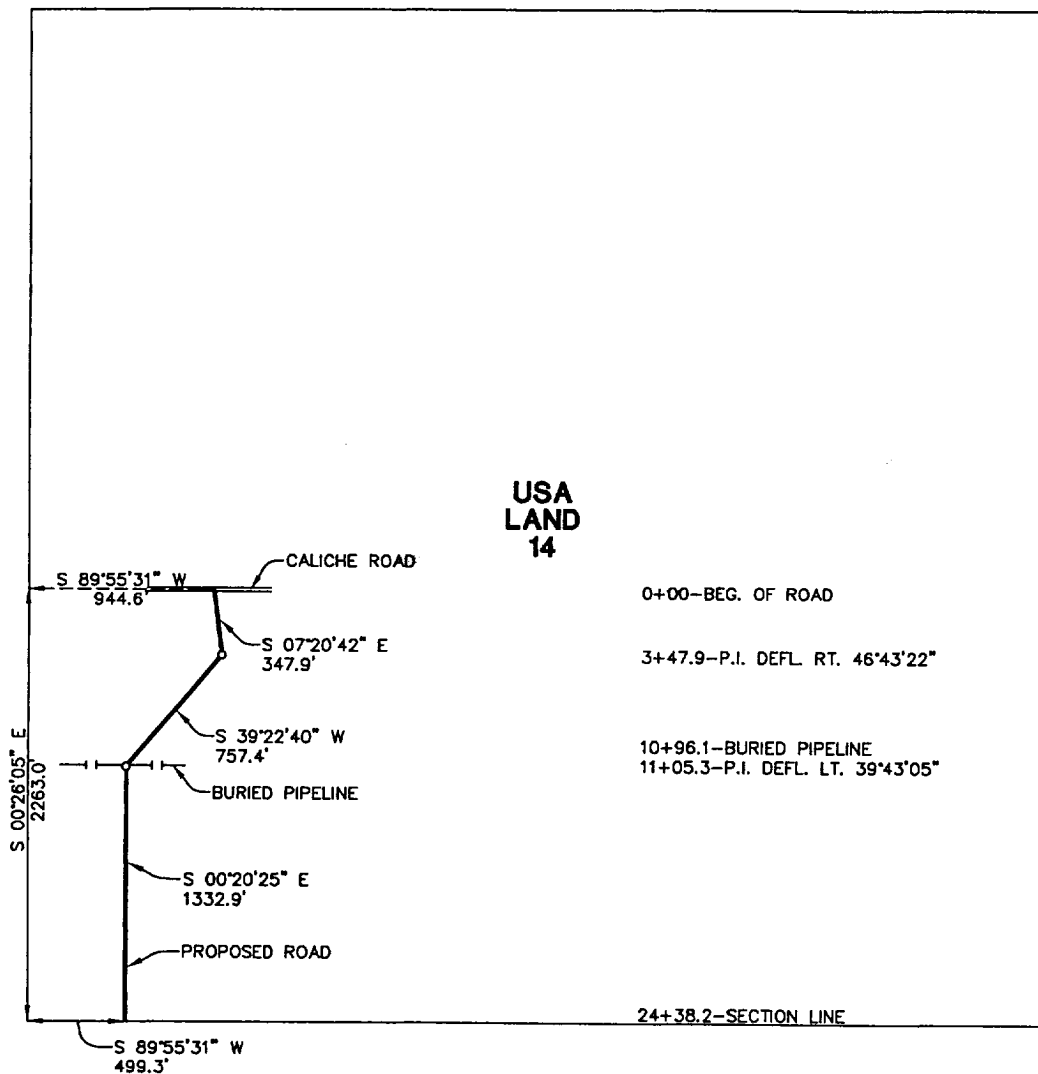 USA
LAND
14
CALICHE ROAD
S 89°55'31" W
944.6'
0+00-BEG. OF ROAD
S 07°20'42" E
347.9'
3+47.9-P.I. DEFL. RT. 46°43'22"
S 39°22'40" W
757.4'
10+96.1-BURIED PIPELINE
11+05.3-P.I. DEFL. LT. 39°43'05"
BURIED PIPELINE
S 00°26'05" E
2263.0'
S 00°20'25" E
1332.9'
PROPOSED ROAD
24+38.2-SECTION LINE
S 89°55'31" W
499.3'